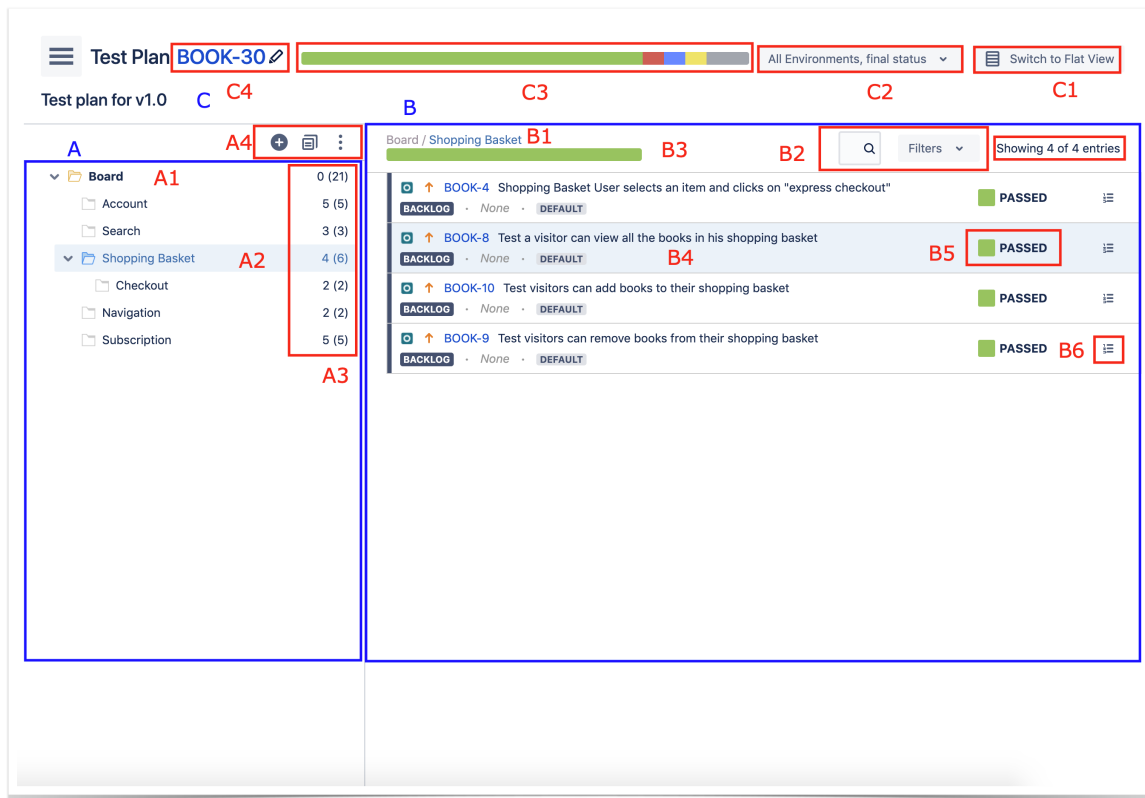 Test Plan BOOK-30
All Environments, final status
Switch to Flat View
C4
C3
C2
C1
Test plan for v1.0
C
B
A
A4
Board / Shopping Basket
B1
B3
B2
Filters
Showing 4 of 4 entries
Board
A1
0 (21)
Account
5 (5)
Search
3 (3)
Shopping Basket
A2
4 (6)
Checkout
2 (2)
Navigation
2 (2)
Subscription
5 (5)
A3
BOOK-4 Shopping Basket User selects an item and clicks on "express checkout"
PASSED
BACKLOG · None · DEFAULT
BOOK-8 Test a visitor can view all the books in his shopping basket
B5
PASSED
BACKLOG · None · DEFAULT
B4
BOOK-10 Test visitors can add books to their shopping basket
PASSED
BACKLOG · None · DEFAULT
BOOK-9 Test visitors can remove books from their shopping basket
PASSED
B6
BACKLOG · None · DEFAULT